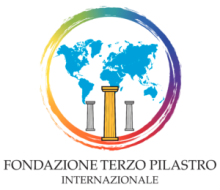 FONDAZIONE TERZO PILASTRO
INTERNAZIONALE